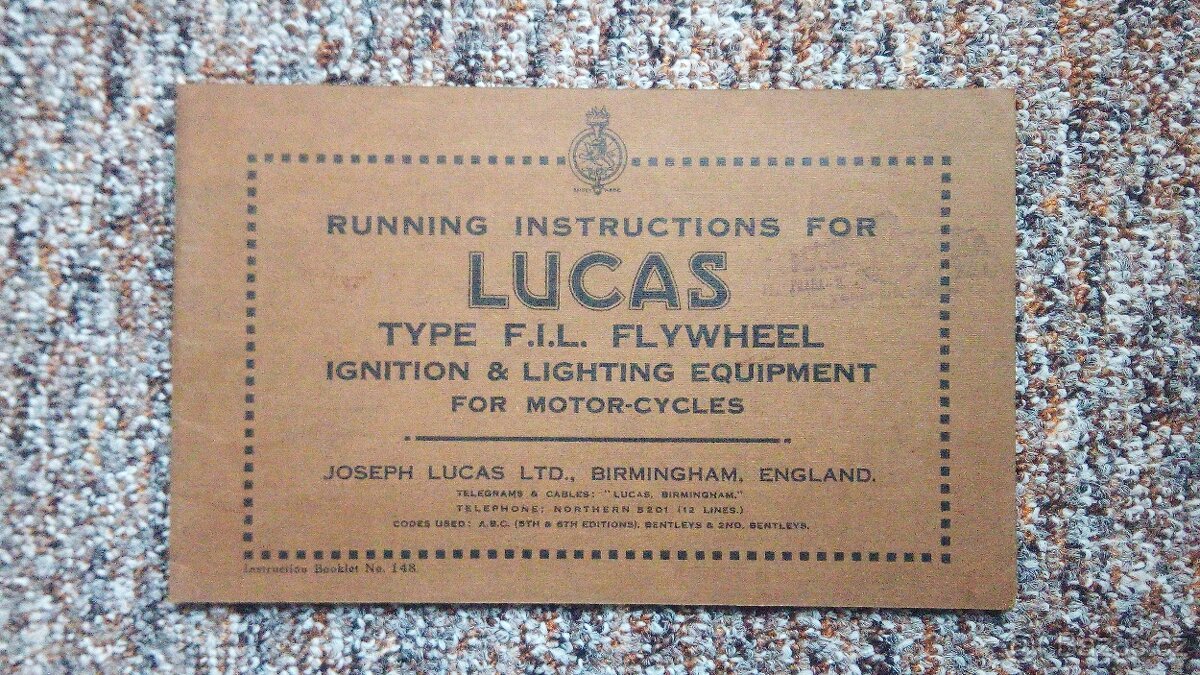 RUNNING INSTRUCTIONS FOR
LUCAS
TYPE F.I.L. FLYWHEEL
IGNITION & LIGHTING EQUIPMENT
FOR MOTOR-CYCLES
JOSEPH LUCAS LTD., BIRMINGHAM, ENGLAND.
TELEGRAMS & CABLES: "LUCAS, BIRMINGHAM."
TELEPHONE: NORTHERN 5201 (12 LINES.)
CODES USED: A.B.C. (5TH & 6TH EDITIONS), BENTLEYS & 2ND. BENTLEYS.
Instruction Booklet No. 148.